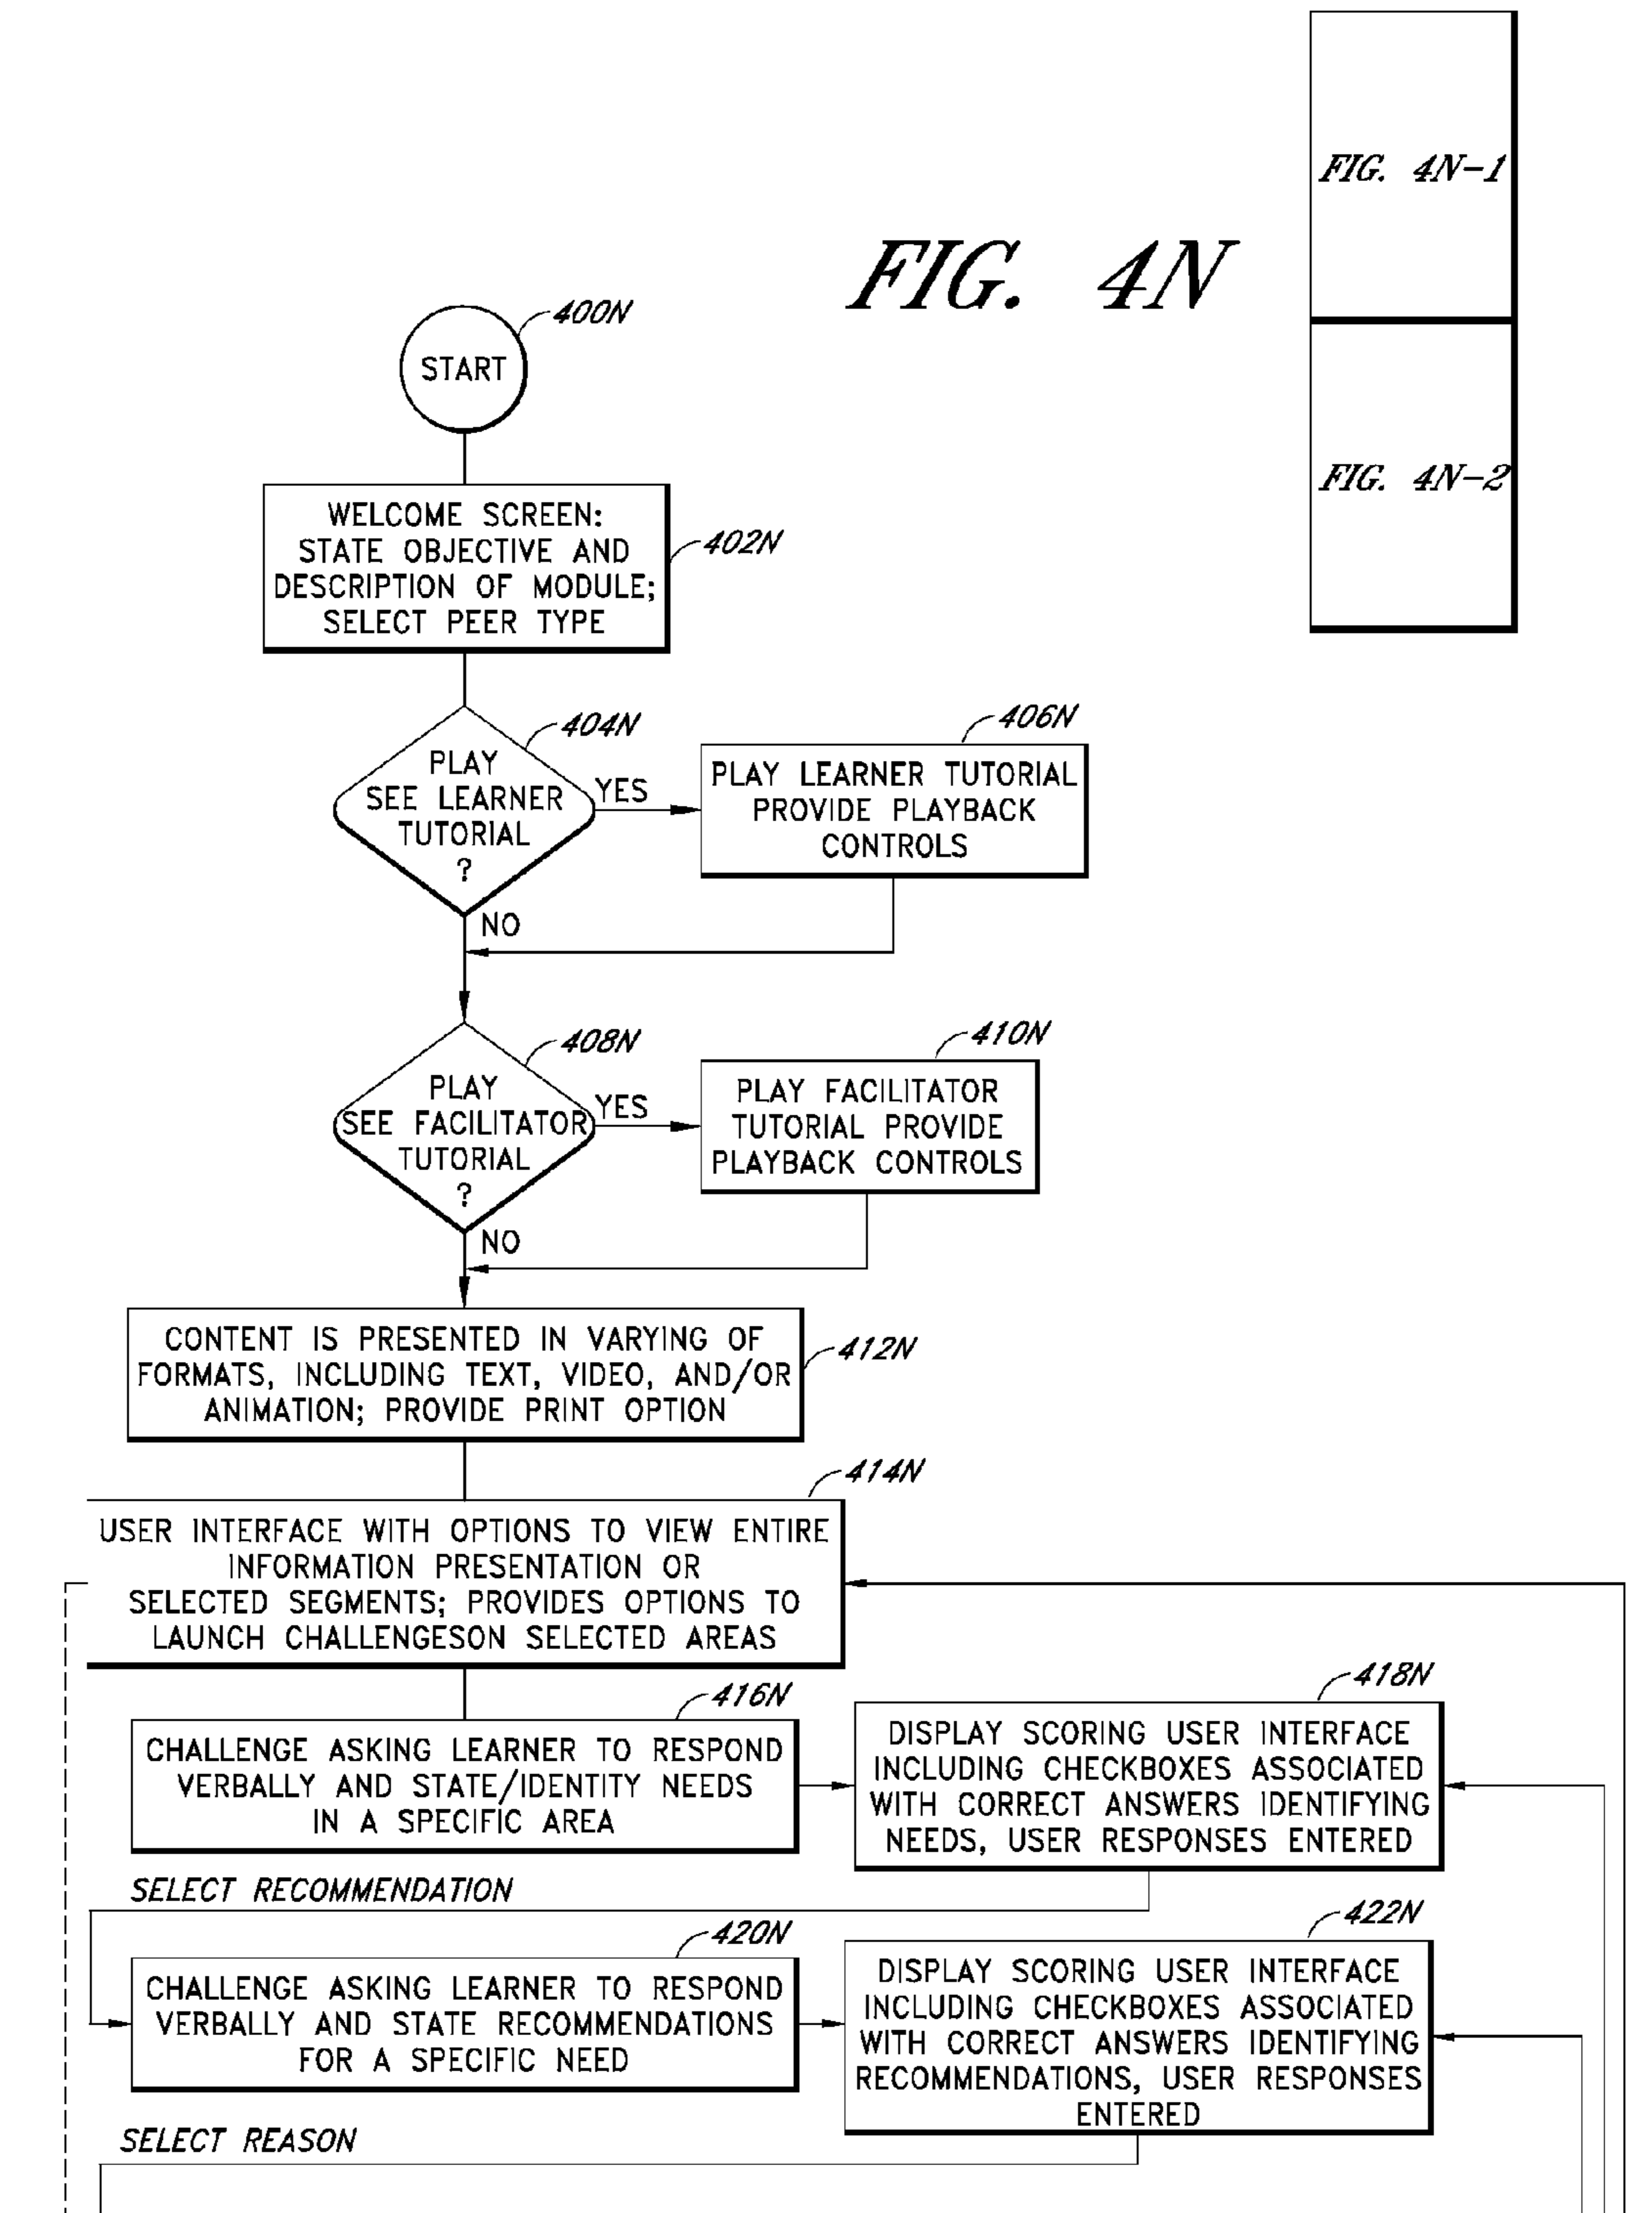 FIG. 4N-1
FIG. 4N
FIG. 4N-2
400N
START
WELCOME SCREEN:
STATE OBJECTIVE AND
DESCRIPTION OF MODULE;
SELECT PEER TYPE
402N
404N
PLAY
SEE LEARNER
TUTORIAL
?
YES
NO
406N
PLAY LEARNER TUTORIAL
PROVIDE PLAYBACK
CONTROLS
408N
PLAY
SEE FACILITATOR
TUTORIAL
?
YES
NO
410N
PLAY FACILITATOR
TUTORIAL PROVIDE
PLAYBACK CONTROLS
CONTENT IS PRESENTED IN VARYING OF
FORMATS, INCLUDING TEXT, VIDEO, AND/OR
ANIMATION; PROVIDE PRINT OPTION
412N
414N
USER INTERFACE WITH OPTIONS TO VIEW ENTIRE
INFORMATION PRESENTATION OR
SELECTED SEGMENTS; PROVIDES OPTIONS TO
LAUNCH CHALLENGESON SELECTED AREAS
416N
CHALLENGE ASKING LEARNER TO RESPOND
VERBALLY AND STATE/IDENTITY NEEDS
IN A SPECIFIC AREA
418N
DISPLAY SCORING USER INTERFACE
INCLUDING CHECKBOXES ASSOCIATED
WITH CORRECT ANSWERS IDENTIFYING
NEEDS, USER RESPONSES ENTERED
SELECT RECOMMENDATION
420N
CHALLENGE ASKING LEARNER TO RESPOND
VERBALLY AND STATE RECOMMENDATIONS
FOR A SPECIFIC NEED
422N
DISPLAY SCORING USER INTERFACE
INCLUDING CHECKBOXES ASSOCIATED
WITH CORRECT ANSWERS IDENTIFYING
RECOMMENDATIONS, USER RESPONSES
ENTERED
SELECT REASON